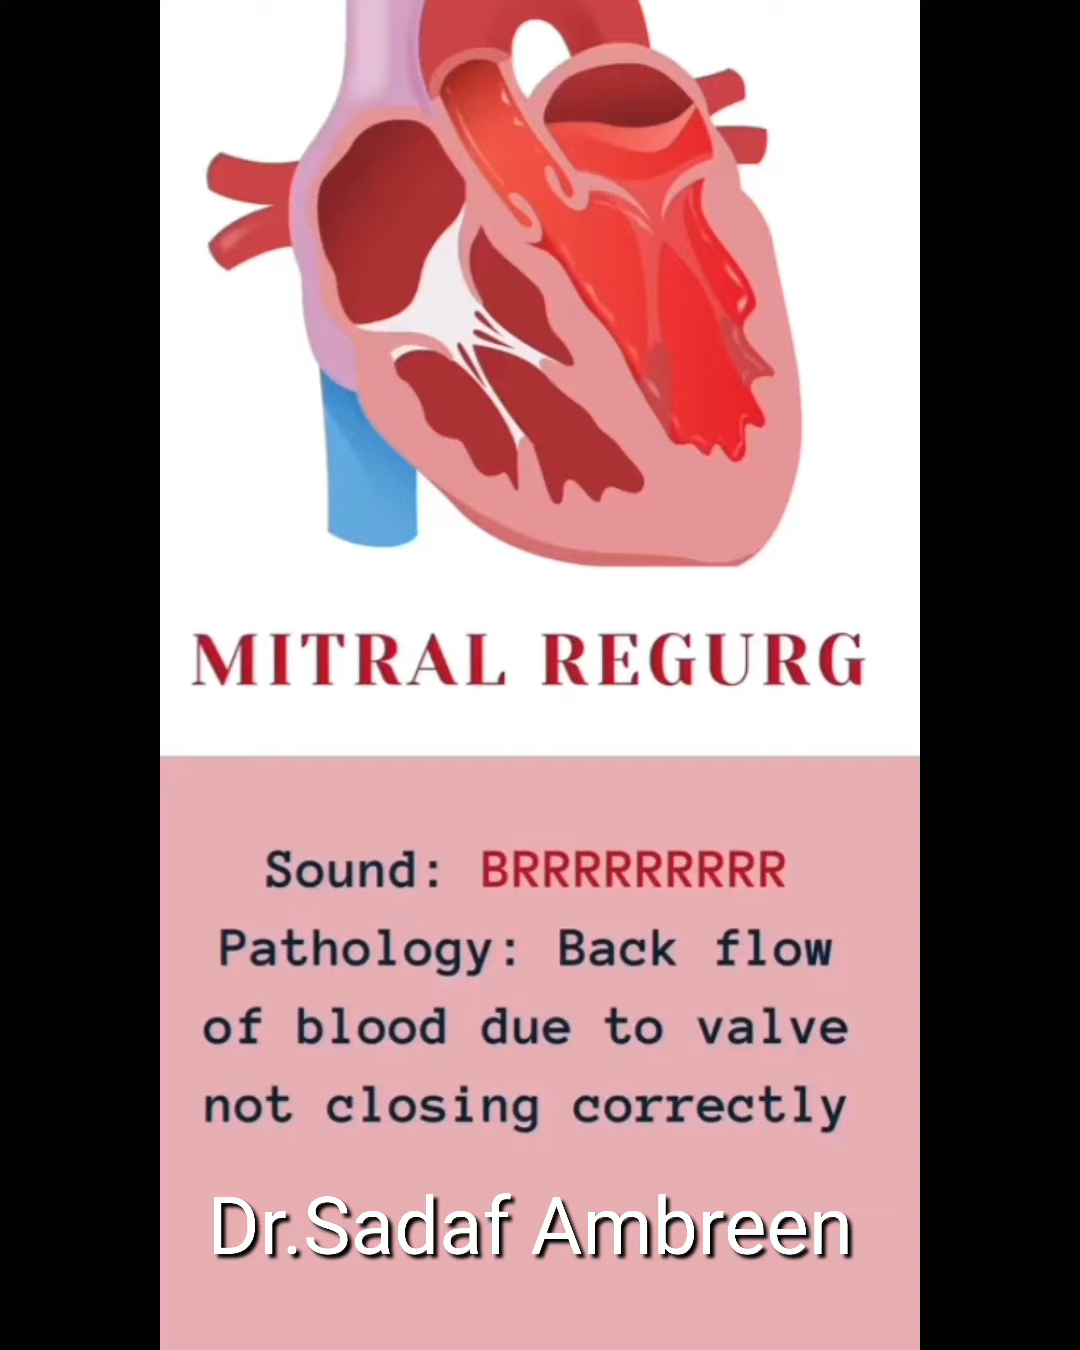 MITRAL REGURG
Sound: BRRRRRRRRR
Pathology: Back flow
of blood due to valve
not closing correctly
Dr.Sadaf Ambreen